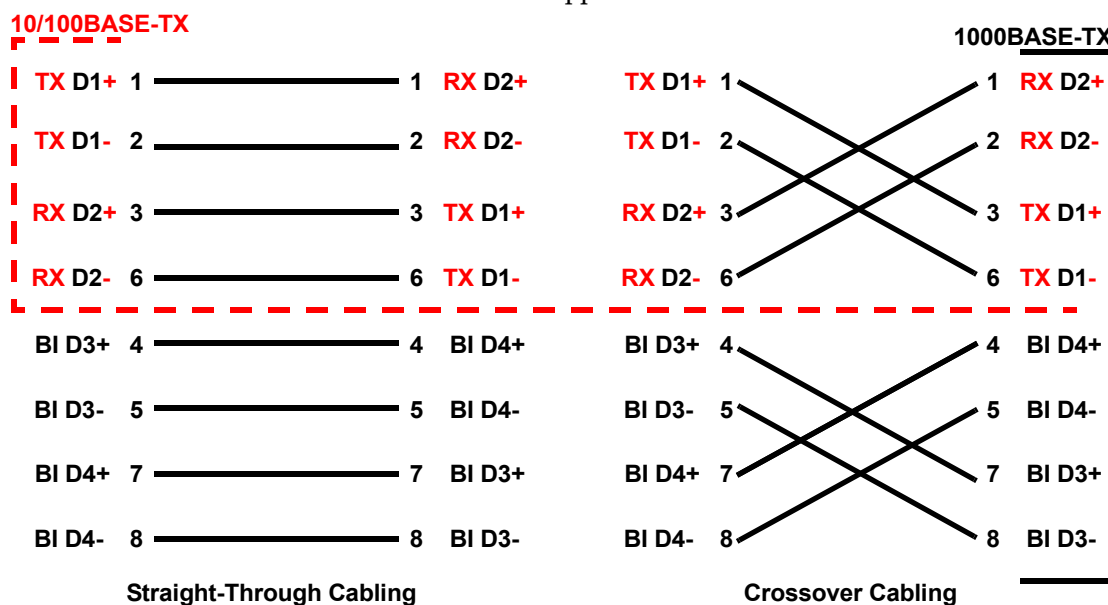 10/100BASE-TX
1000BASE-TX
TX D1+ 1 1 RX D2+ TX D1+ 1 1 RX D2+
TX D1- 2 2 RX D2- TX D1- 2 2 RX D2-
RX D2+ 3 3 TX D1+ RX D2+ 3 3 TX D1+
RX D2- 6 6 TX D1- RX D2- 6 6 TX D1-
BI D3+ 4 4 BI D4+ BI D3+ 4 4 BI D4+
BI D3- 5 5 BI D4- BI D3- 5 5 BI D4-
BI D4+ 7 7 BI D3+ BI D4+ 7 7 BI D3+
BI D4- 8 8 BI D3- BI D4- 8 8 BI D3-
Straight-Through Cabling Crossover Cabling